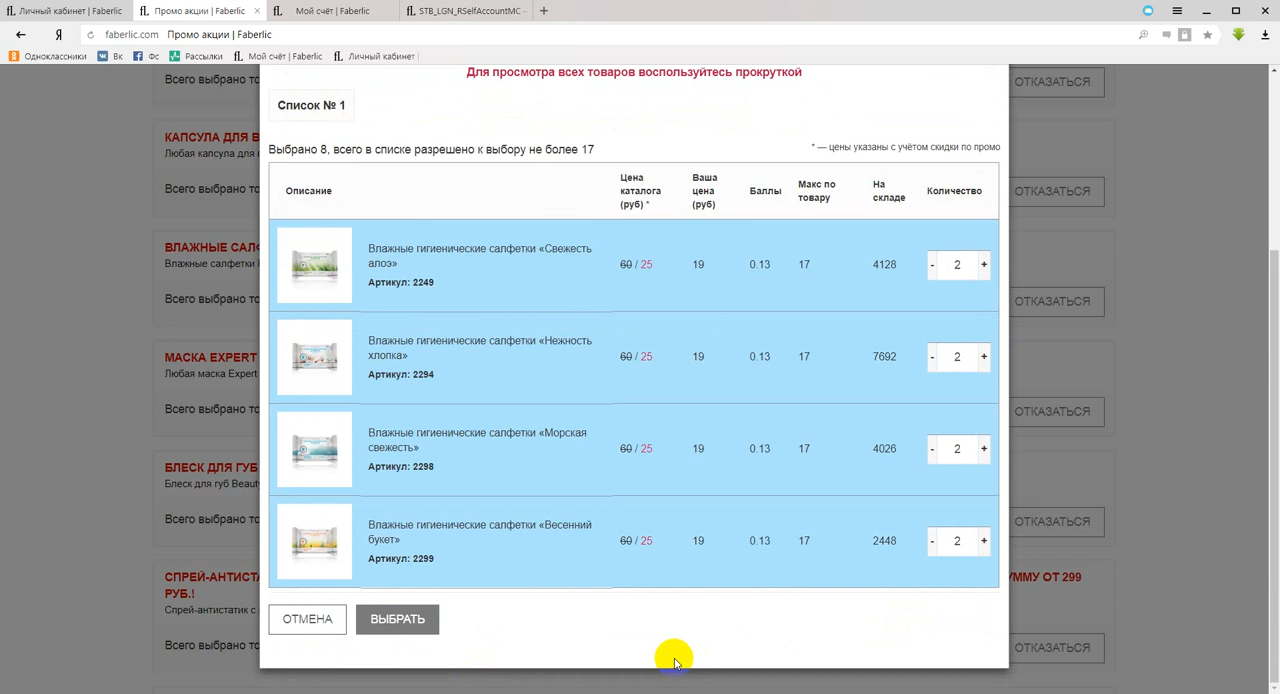 Личный кабинет | Faberlic
Промо акции | Faberlic
Мой счёт | Faberlic
STB_LGN_RSelfAccountMC -
faberlic.com Промо акции | Faberlic
Одноклассники Вк Фс Рассылки Мой счёт | Faberlic Личный кабинет
Для просмотра всех товаров воспользуйтесь прокруткой
Всего выбрано то
ОТКАЗАТЬСЯ
Список № 1
КАПСУЛА ДЛЯ В
Любая капсула для в
Выбрано 8, всего в списке разрешено к выбору не более 17
* — цены указаны с учётом скидки по промо
Всего выбрано то
ОТКАЗАТЬСЯ
Описание
Цена каталога (руб) *
Ваша цена (руб)
Баллы
Макс по товару
На складе
Количество
ВЛАЖНЫЕ САЛФ
Влажные салфетки
Влажные гигиенические салфетки «Свежесть
алоэ»
Артикул: 2249
60 / 25 19 0.13 17 4128 - 2 +
Всего выбрано то
ОТКАЗАТЬСЯ
МАСКА EXPERT
Любая маска Expert
Влажные гигиенические салфетки «Нежность
хлопка»
Артикул: 2294
60 / 25 19 0.13 17 7692 - 2 +
Всего выбрано то
ОТКАЗАТЬСЯ
Влажные гигиенические салфетки «Морская
свежесть»
Артикул: 2298
60 / 25 19 0.13 17 4026 - 2 +
БЛЕСК ДЛЯ ГУБ
Блеск для губ Beauty
Всего выбрано то
ОТКАЗАТЬСЯ
Влажные гигиенические салфетки «Весенний
букет»
Артикул: 2299
60 / 25 19 0.13 17 2448 - 2 +
СПРЕЙ-АНТИСТА
РУБ.!
УММУ ОТ 299
Спрей-антистатик с
Всего выбрано то
ОТКАЗАТЬСЯ
ОТМЕНА ВЫБРАТЬ